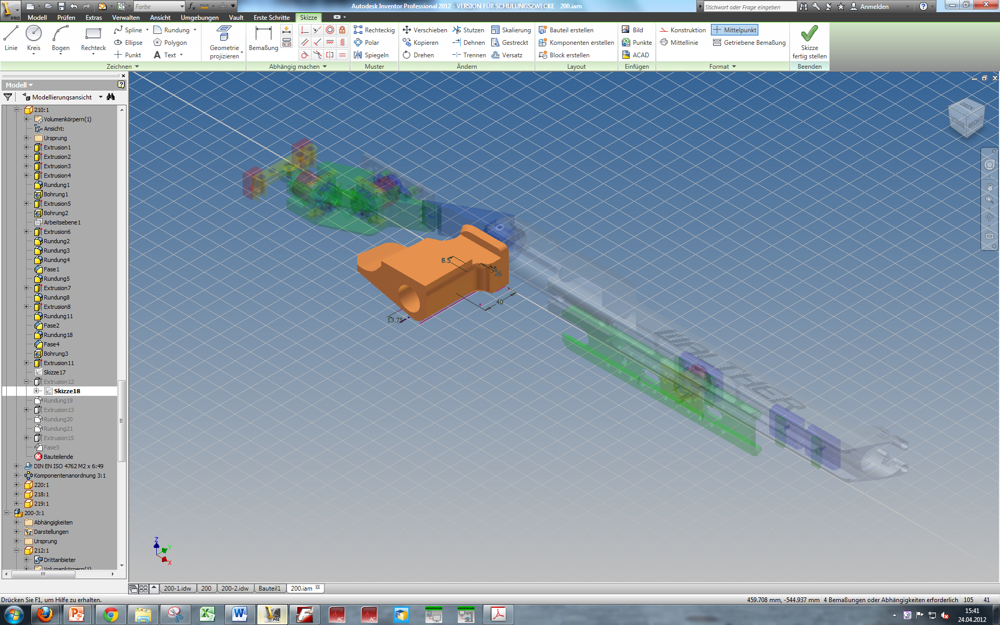 PRO
Farbe
Autodesk Inventor Professional 2012 - VERSION FÜR SCHULUNGSZWECKE 200.iam
Stichwort oder Frage eingeben
Anmelden
Modell Prüfen Extras Verwalten Ansicht Umgebungen Vault Erste Schritte Skizze
Linie
Kreis
Bogen
Rechteck
Spline
Ellipse
Punkt
Rundung
Polygon
Text
Zeichnen
Geometrie
projizieren
Bemaßung
Abhängig machen
Rechteckig
Polar
Spiegeln
Muster
Verschieben
Kopieren
Drehen
Stutzen
Dehnen
Trennen
Skalierung
Gestreckt
Versatz
Ändern
Bauteil erstellen
Komponenten erstellen
Block erstellen
Layout
Bild
Punkte
ACAD
Einfügen
Konstruktion
Mittellinie
Mittelpunkt
Getriebene Bemaßung
Format
Skizze
fertig stellen
Beenden
Modell
Modellierungsansicht
210:1
Volumenkörpern(1)
Ansicht:
Ursprung
Extrusion1
Extrusion2
Extrusion3
Extrusion4
Rundung1
Bohrung1
Extrusion5
Bohrung2
Arbeitsebene1
Extrusion6
Rundung2
Rundung3
Rundung4
Fase1
Rundung5
Extrusion7
Rundung8
Extrusion8
Rundung11
Fase2
Rundung18
Fase4
Bohrung3
Extrusion11
Skizze17
Extrusion12
Skizze18
Rundung19
Extrusion13
Rundung20
Rundung21
Extrusion15
Fase5
Bauteilende
DIN EN ISO 4762 M2 x 6:49
Komponentenanordnung 3:1
220:1
218:1
219:1
200-3:1
Abhängigkeiten
Darstellungen
Ursprung
212:1
Drittanbieter
Volumenkörpern(1)
OBEN
VORNE
RECHTS
8.5
26
40
13.75
WALTHER
Z
Y
X
200-1.idw 200 200-2.idw Bauteil1 200.iam
Drücken Sie F1, um Hilfe zu erhalten.
459.708 mm, -544.937 mm 4 Bemaßungen oder Abhängigkeiten erforderlich 105 41
PRO
AC
AC
HEIDENHAIN
HEIDENHAIN
15:41
24.04.2012